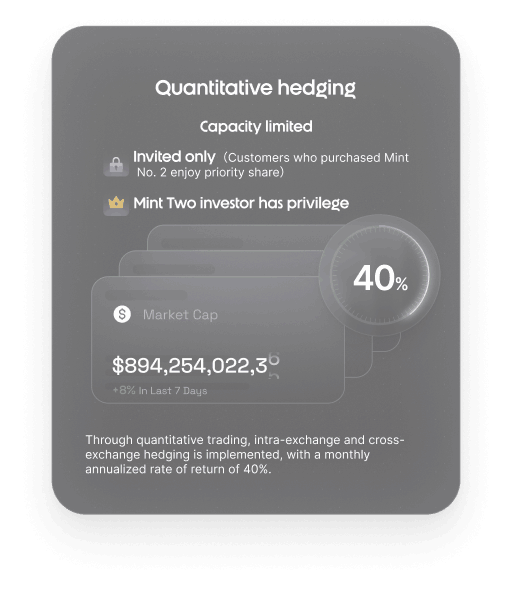 Quantitative hedging
Capacity limited
Invited only（Customers who purchased Mint
No. 2 enjoy priority share）
Mint Two investor has privilege
40%
$ Market Cap
$894,254,022,3
+8% In Last 7 Days
Through quantitative trading, intra-exchange and cross-
exchange hedging is implemented, with a monthly
annualized rate of return of 40%.